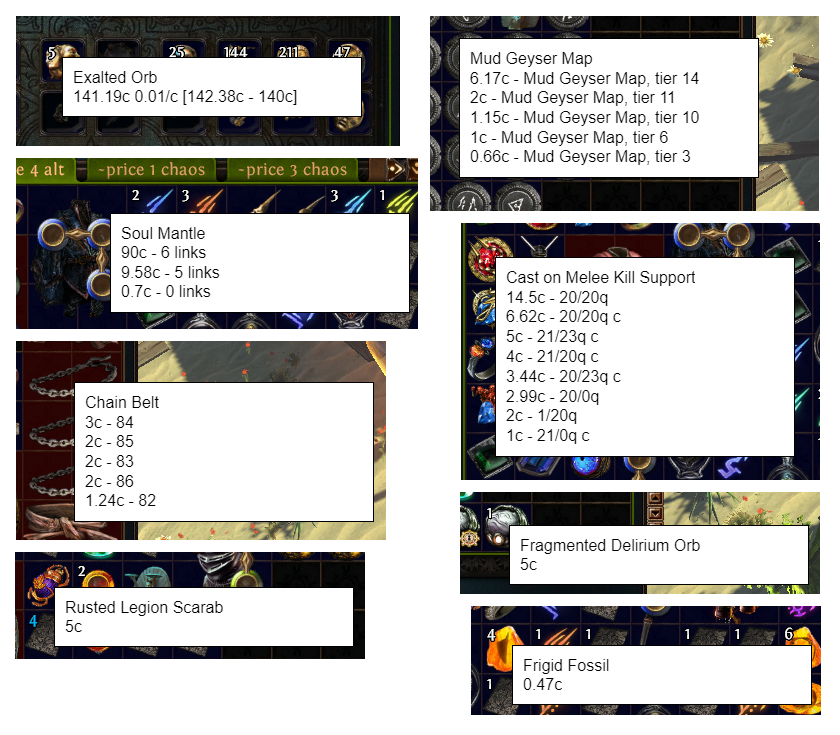 5 25 144 211 47
Exalted Orb
141.19c 0.01/c [142.38c - 140c]
e 4 alt
~price 1 chaos
~price 3 chaos
2 3 3 1
Soul Mantle
90c - 6 links
9.58c - 5 links
0.7c - 0 links
Chain Belt
3c - 84
2c - 85
2c - 83
2c - 86
1.24c - 82
2
Rusted Legion Scarab
5c
4
Mud Geyser Map
6.17c - Mud Geyser Map, tier 14
2c - Mud Geyser Map, tier 11
1.15c - Mud Geyser Map, tier 10
1c - Mud Geyser Map, tier 6
0.66c - Mud Geyser Map, tier 3
Cast on Melee Kill Support
14.5c - 20/20q
6.62c - 20/20q c
5c - 21/23q c
4c - 21/20q c
3.44c - 20/23q c
2.99c - 20/0q
2c - 1/20q
1c - 21/0q c
1
Fragmented Delirium Orb
5c
4 1 1 1 1 6
Frigid Fossil
0.47c
1